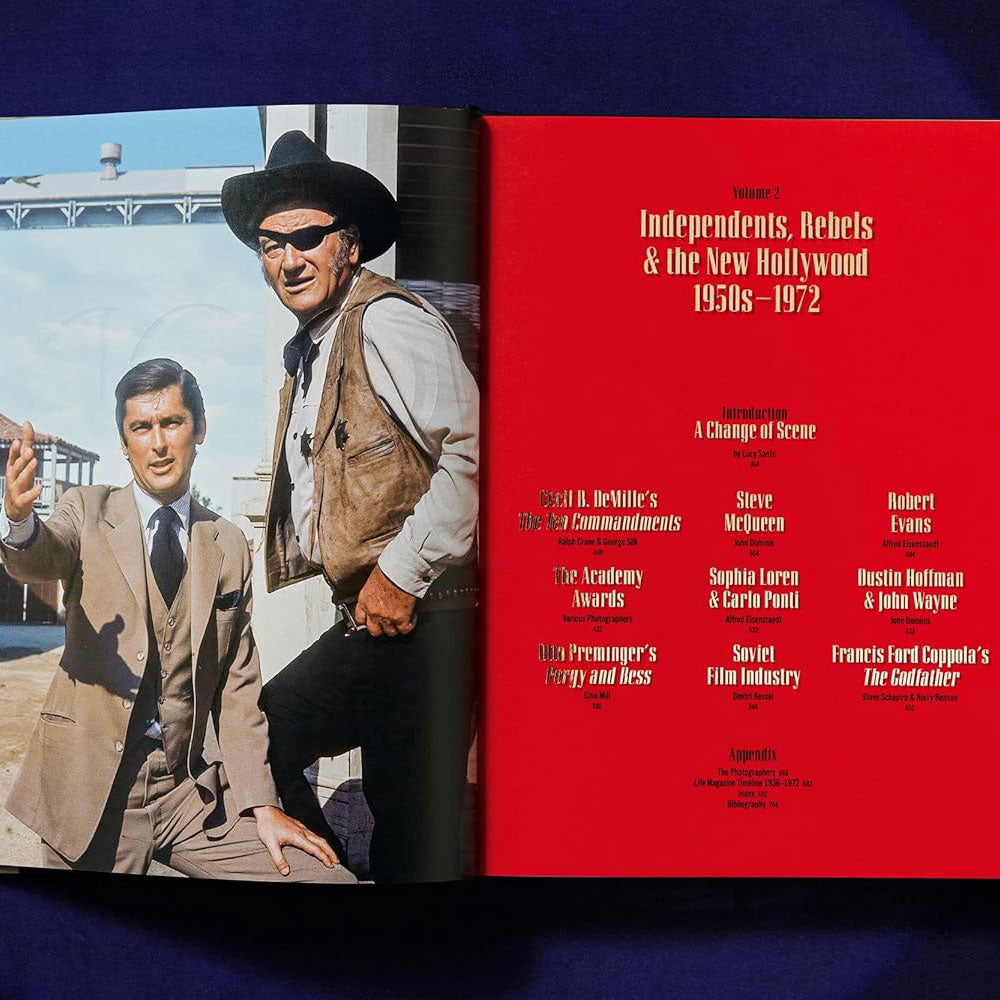 Volume 2
Independents, Rebels
& the New Hollywood
1950s–1972
Introduction
A Change of Scene
by Lucy Sante
Cecil B. DeMille's
The Ten Commandments
Ralph Crane & George Silk
The Academy
Awards
Various Photographers
Otto Preminger's
Porgy and Bess
Gjon Mili
Steve
McQueen
John Dominis
Sophia Loren
& Carlo Ponti
Alfred Eisenstaedt
Soviet
Film Industry
Dmitri Kessel
Robert
Evans
Alfred Eisenstaedt
Dustin Hoffman
& John Wayne
John Dominis
Francis Ford Coppola's
The Godfather
Steve Schapiro & Harry Benson
Appendix
The Photographers
Life Magazine Timeline 1936–1972
Index
Bibliography